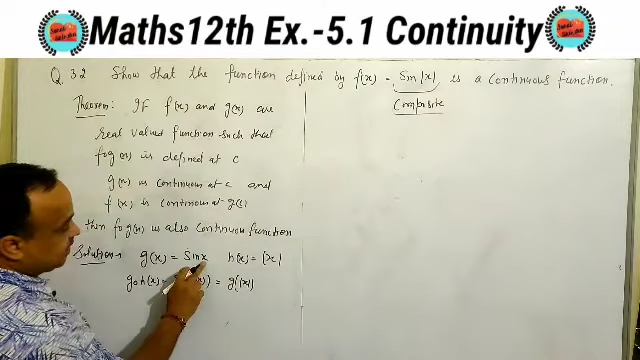 Maths12th Ex.-5.1 Continuity
Q. 32 Show that the function defined by f(x) = Sin|x| is a continuous function.
Composite
Theorem: If f(x) and g(x) are
real values function such that
fog(x) is defined at c
g(x) is continuous at c and
f(x) is continuous at g(c)
then fog(x) is also continuous function
Solution→ g(x) = Sinx h(x) = |x|
goh(x) = x) = g(|x|)